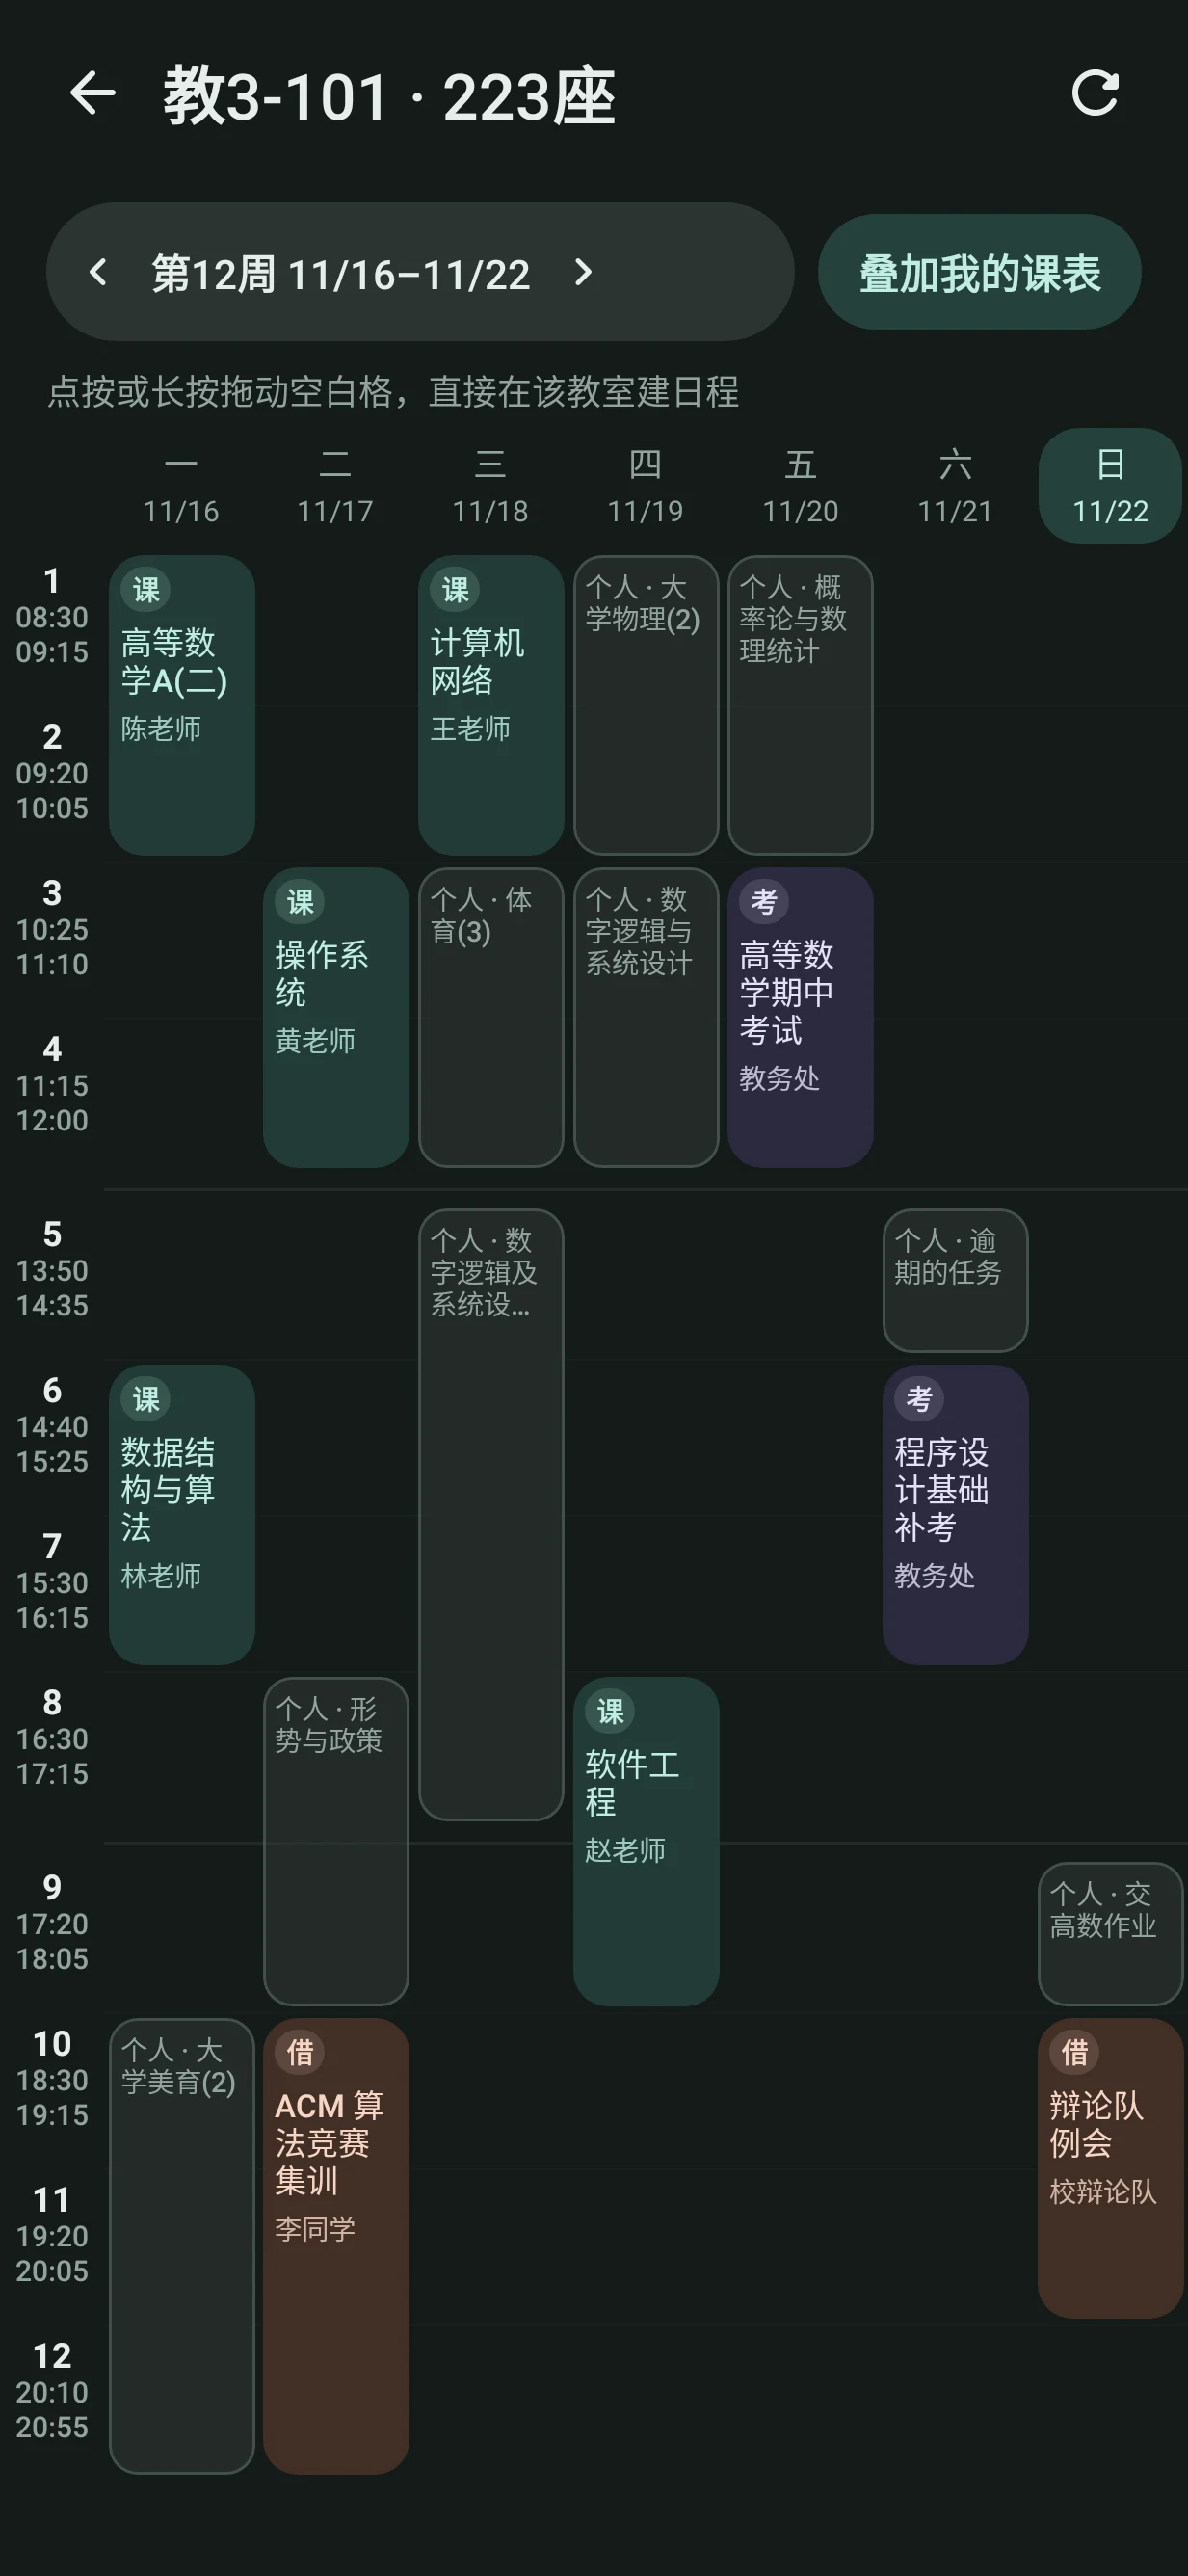 教3-101 · 223座
第12周 11/16–11/22
叠加我的课表
点按或长按拖动空白格，直接在该教室建日程
一 二 三 四 五 六 日
11/16 11/17 11/18 11/19 11/20 11/21 11/22
1
08:30
09:15
课
高等数
学A(二)
陈老师
课
计算机
网络
王老师
个人 · 大
学物理(2)
个人 · 概
率论与数
理统计
2
09:20
10:05
3
10:25
11:10
课
操作系
统
黄老师
个人 · 体
育(3)
个人 · 数
字逻辑与
系统设计
考
高等数
学期中
考试
教务处
4
11:15
12:00
5
13:50
14:35
个人 · 数
字逻辑及
系统设...
个人 · 逾
期的任务
6
14:40
15:25
课
数据结
构与算
法
林老师
考
程序设
计基础
补考
教务处
7
15:30
16:15
8
16:30
17:15
个人 · 形
势与政策
课
软件工
程
赵老师
9
17:20
18:05
个人 · 交
高数作业
10
18:30
19:15
个人 · 大
学美育(2)
借
ACM 算
法竞赛
集训
李同学
借
辩论队
例会
校辩论队
11
19:20
20:05
12
20:10
20:55